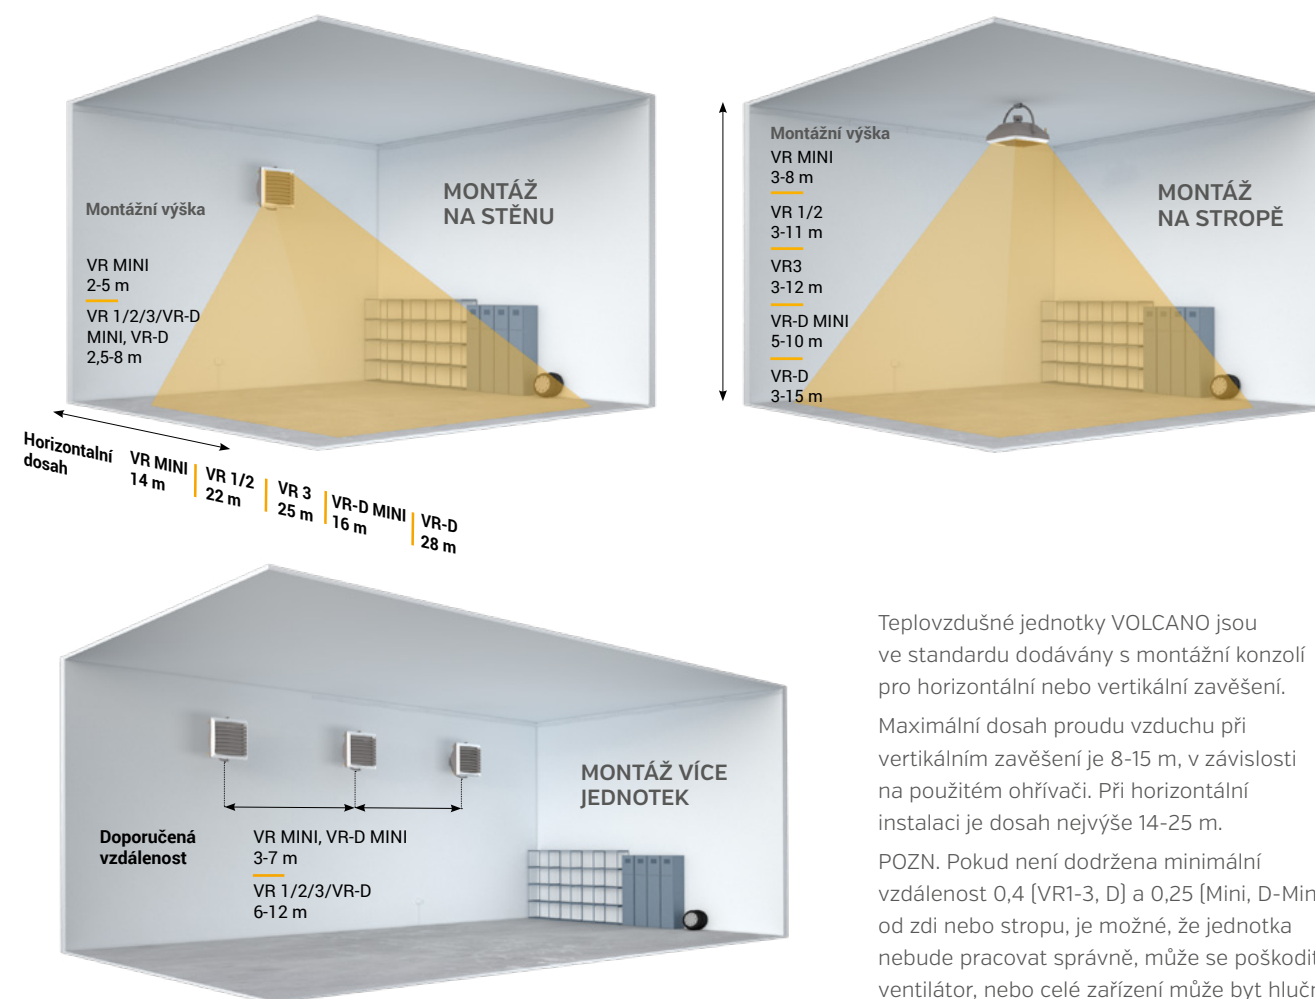 Montážní výška
VR MINI
2-5 m
VR 1/2/3/VR-D
MINI, VR-D
2,5-8 m
MONTÁŽ
NA STĚNU
Horizontalní
dosah
VR MINI
14 m
VR 1/2
22 m
VR 3
25 m
VR-D MINI
16 m
VR-D
28 m
Montážní výška
VR MINI
3-8 m
VR 1/2
3-11 m
VR3
3-12 m
VR-D MINI
5-10 m
VR-D
3-15 m
MONTÁŽ
NA STROPĚ
MONTÁŽ VÍCE
JEDNOTEK
Doporučená
vzdálenost
VR MINI, VR-D MINI
3-7 m
VR 1/2/3/VR-D
6-12 m
Teplovzdušné jednotky VOLCANO jsou
ve standardu dodávány s montážní konzolí
pro horizontální nebo vertikální zavěšení.
Maximální dosah proudu vzduchu při
vertikálním zavěšení je 8-15 m, v závislosti
na použitém ohřívači. Při horizontální
instalaci je dosah nejvýše 14-25 m.
POZN. Pokud není dodržena minimální
vzdálenost 0,4 (VR1-3, D) a 0,25 (Mini, D-Min
od zdi nebo stropu, je možné, že jednotka
nebude pracovat správně, může se poškodit
ventilátor, nebo celé zařízení může byt